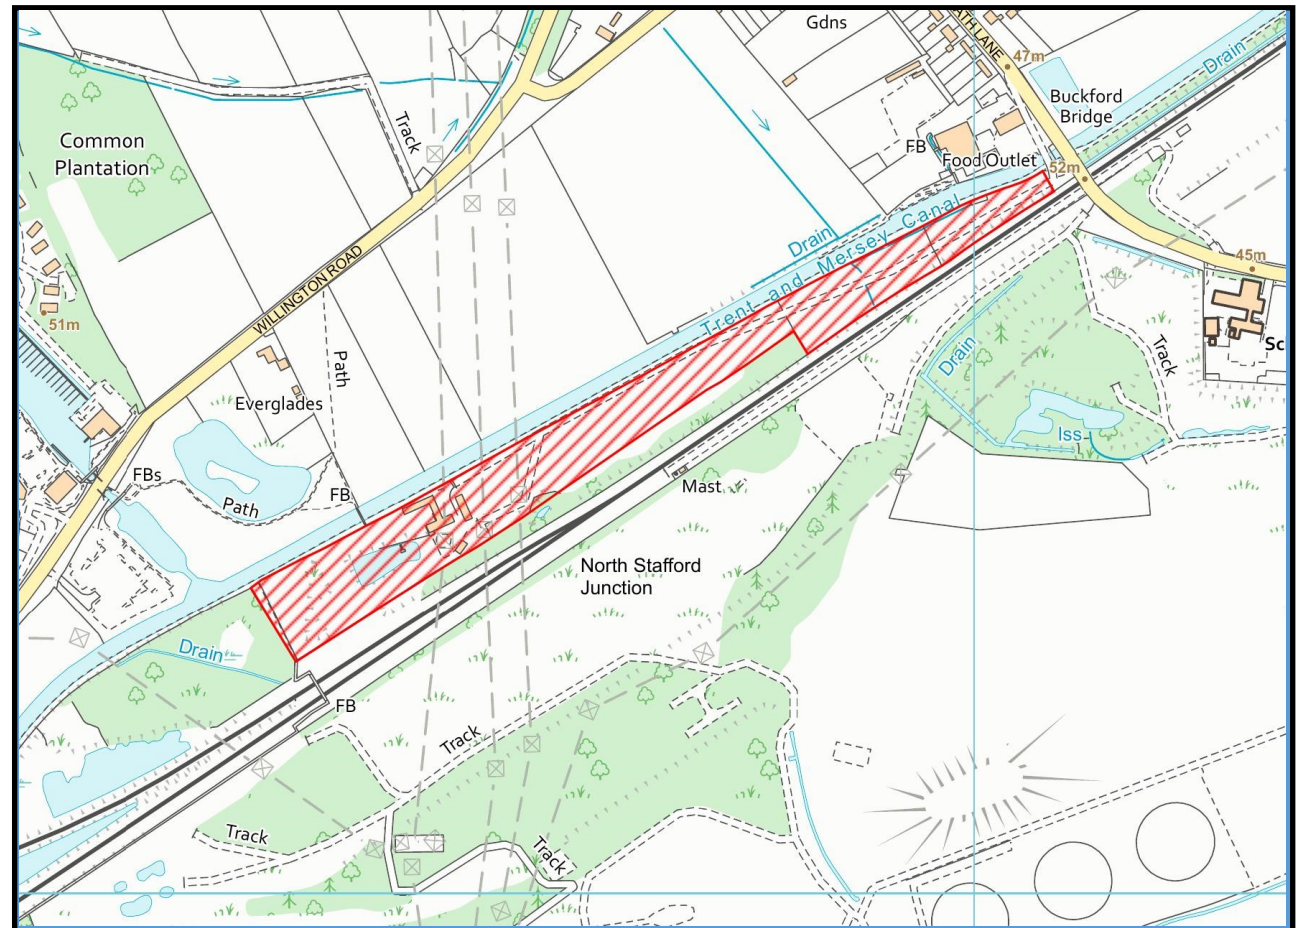 Gdns
ATH LANE
47m
Drain
Buckford
Bridge
Common
Plantation
Track
FB
Food Outlet
52m
Drain
Trent and Mersey Canal
45m
WILLINGTON ROAD
51m
Path
Drain
Track
Sc
Everglades
Iss
FBs
FB
Path
Mast
North Stafford
Junction
Drain
FB
Track
Track
Track